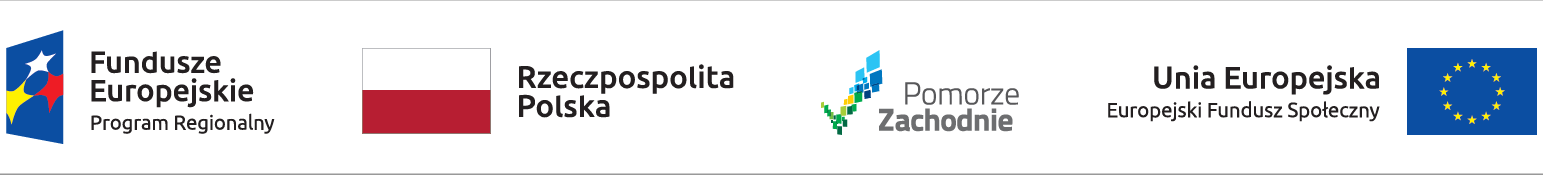 Fundusze
Europejskie
Program Regionalny
Rzeczpospolita
Polska
Pomorze
Zachodnie
Unia Europejska
Europejski Fundusz Społeczny